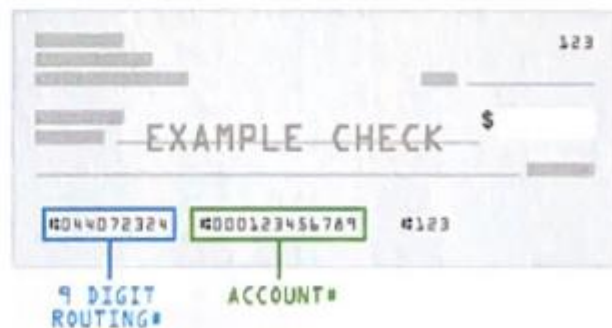 123
$
EXAMPLE CHECK
⑆044072324 ⑆000123456789 ⑆123
9 DIGIT ACCOUNT#
ROUTING#